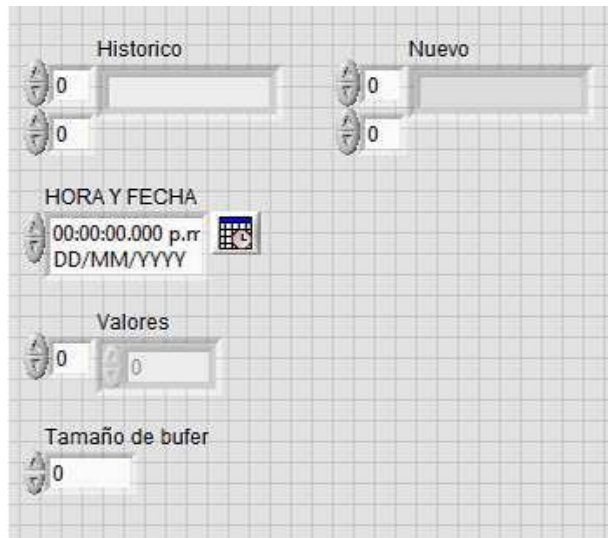 Historico
Nuevo
0
0
0
0
HORA Y FECHA
00:00:00.000 p.m
DD/MM/YYYY
Valores
0
0
Tamaño de bufer
0